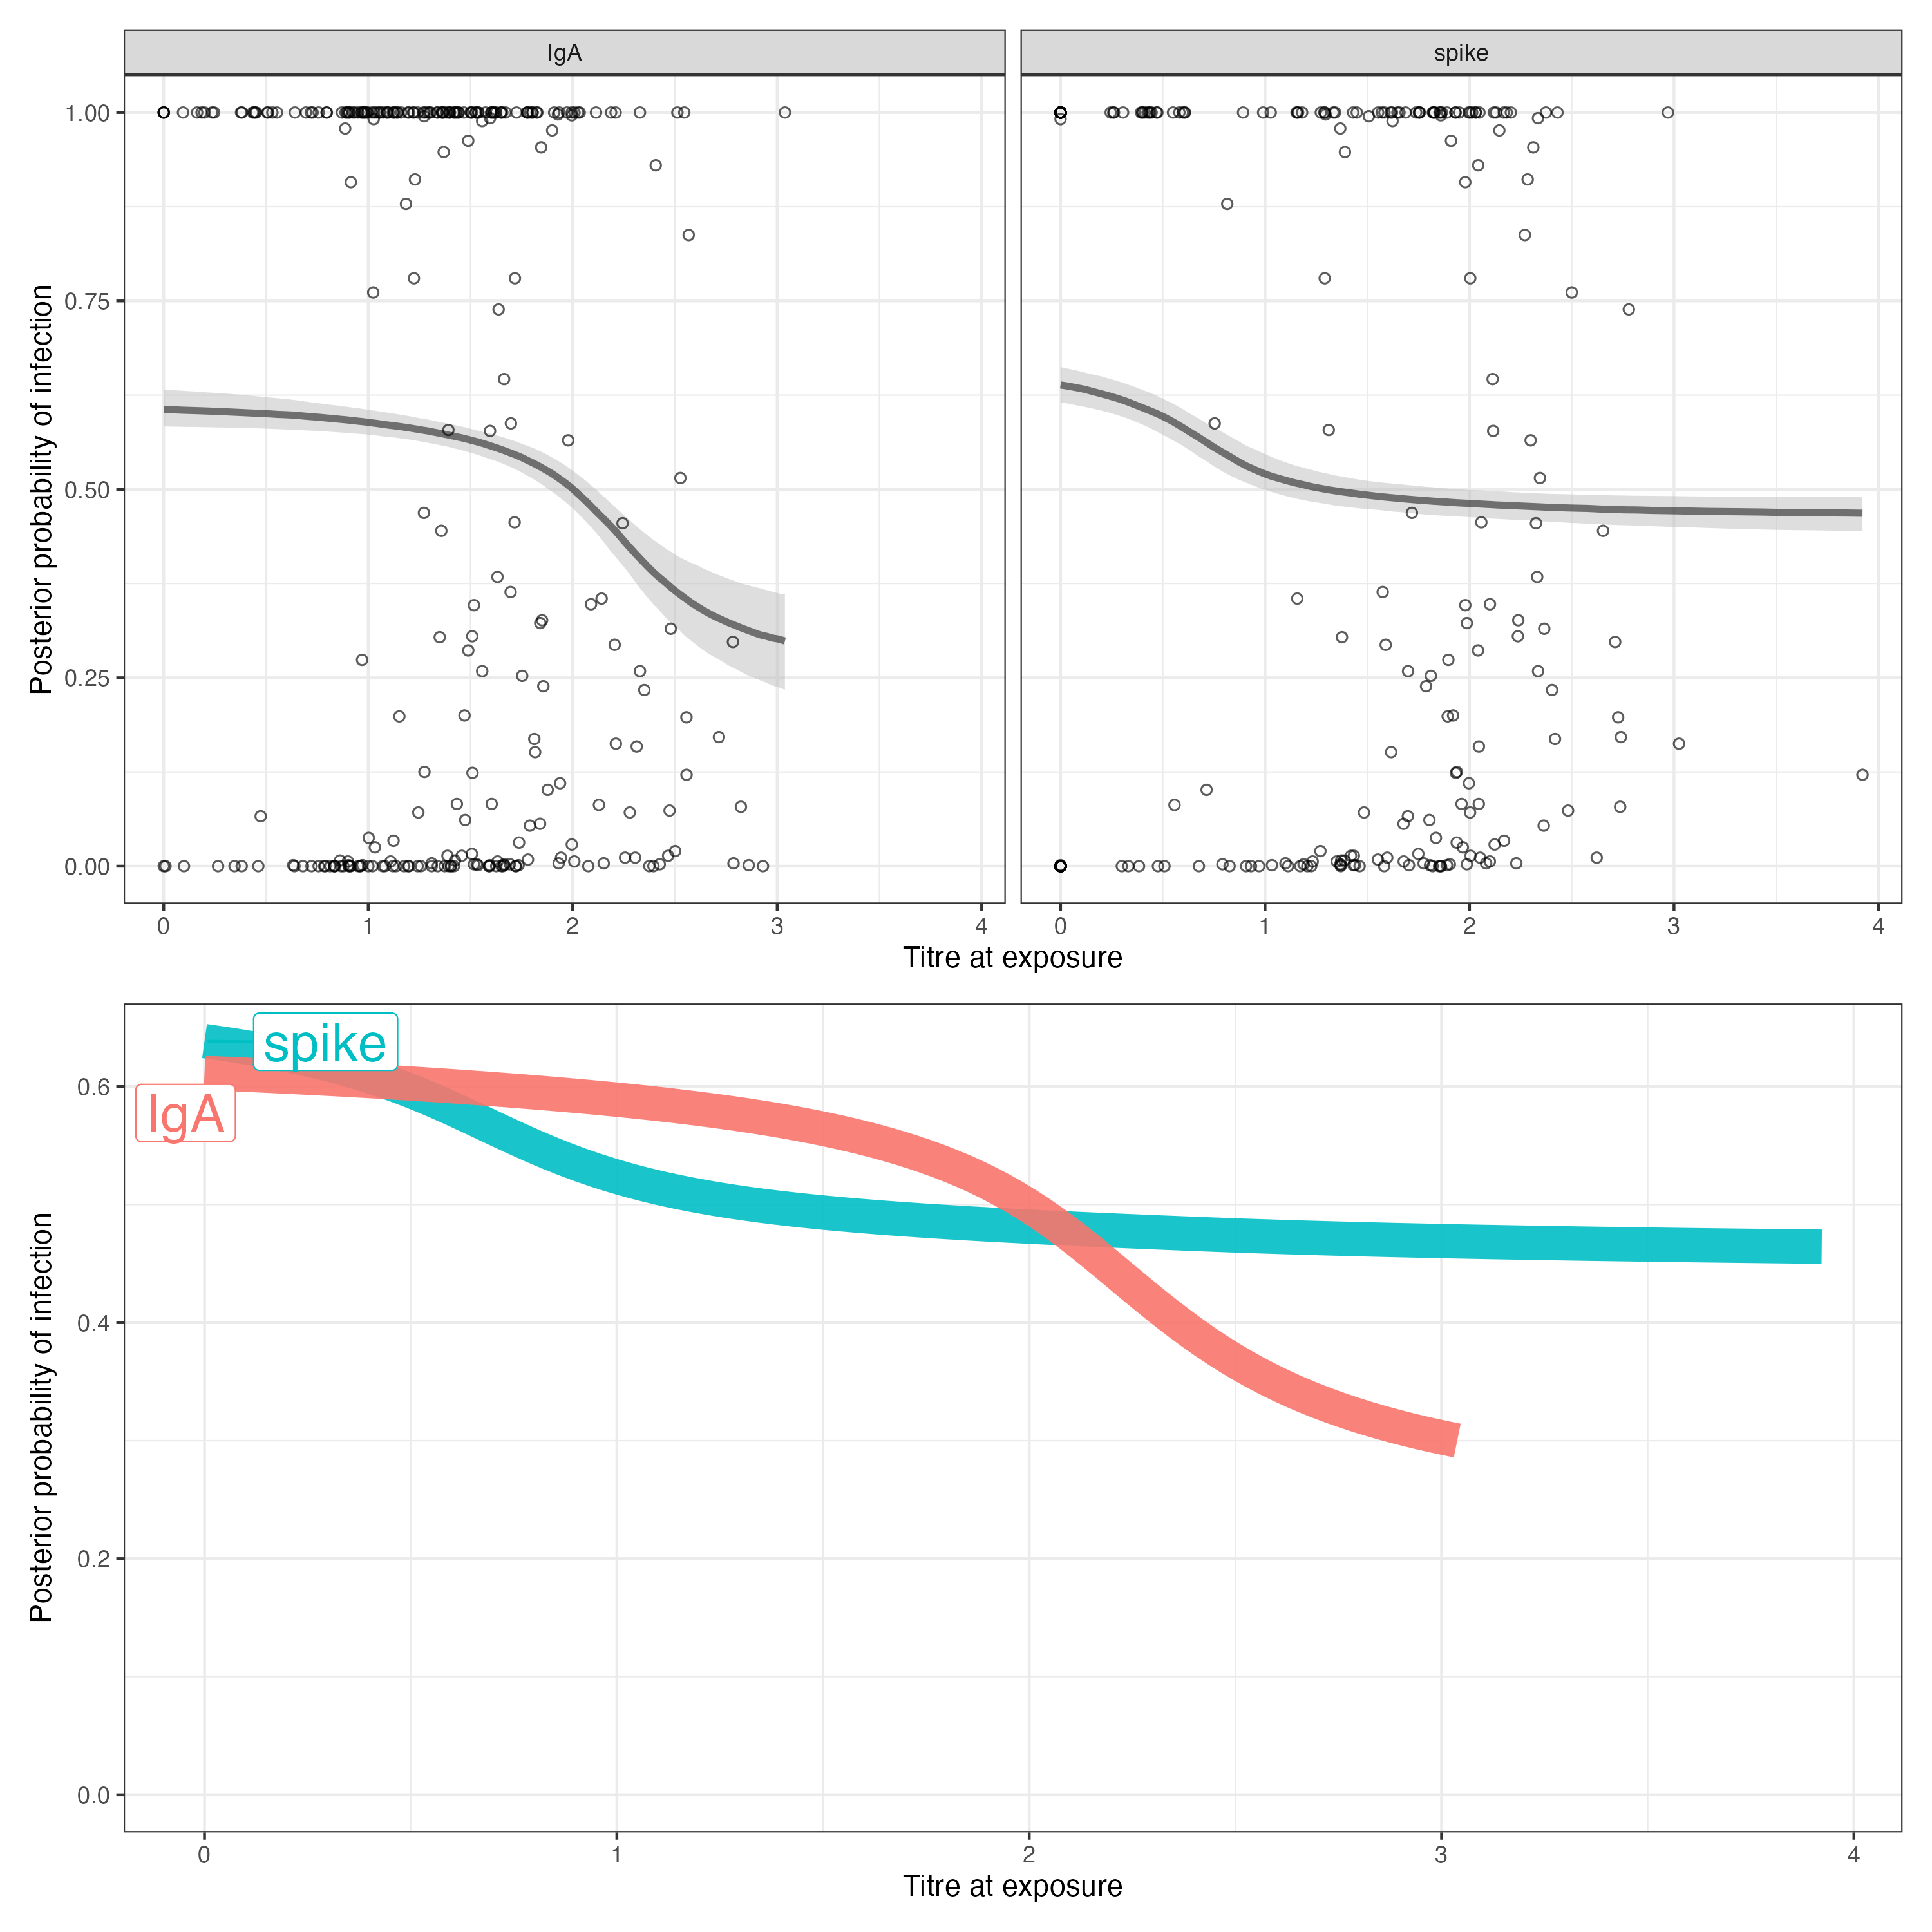 IgA
spike
Posterior probability of infection
1.00
0.75
0.50
0.25
0.00
0 1 2 3 4
0 1 2 3 4
Titre at exposure
Posterior probability of infection
spike
IgA
0.6
0.4
0.2
0.0
0 1 2 3 4
Titre at exposure